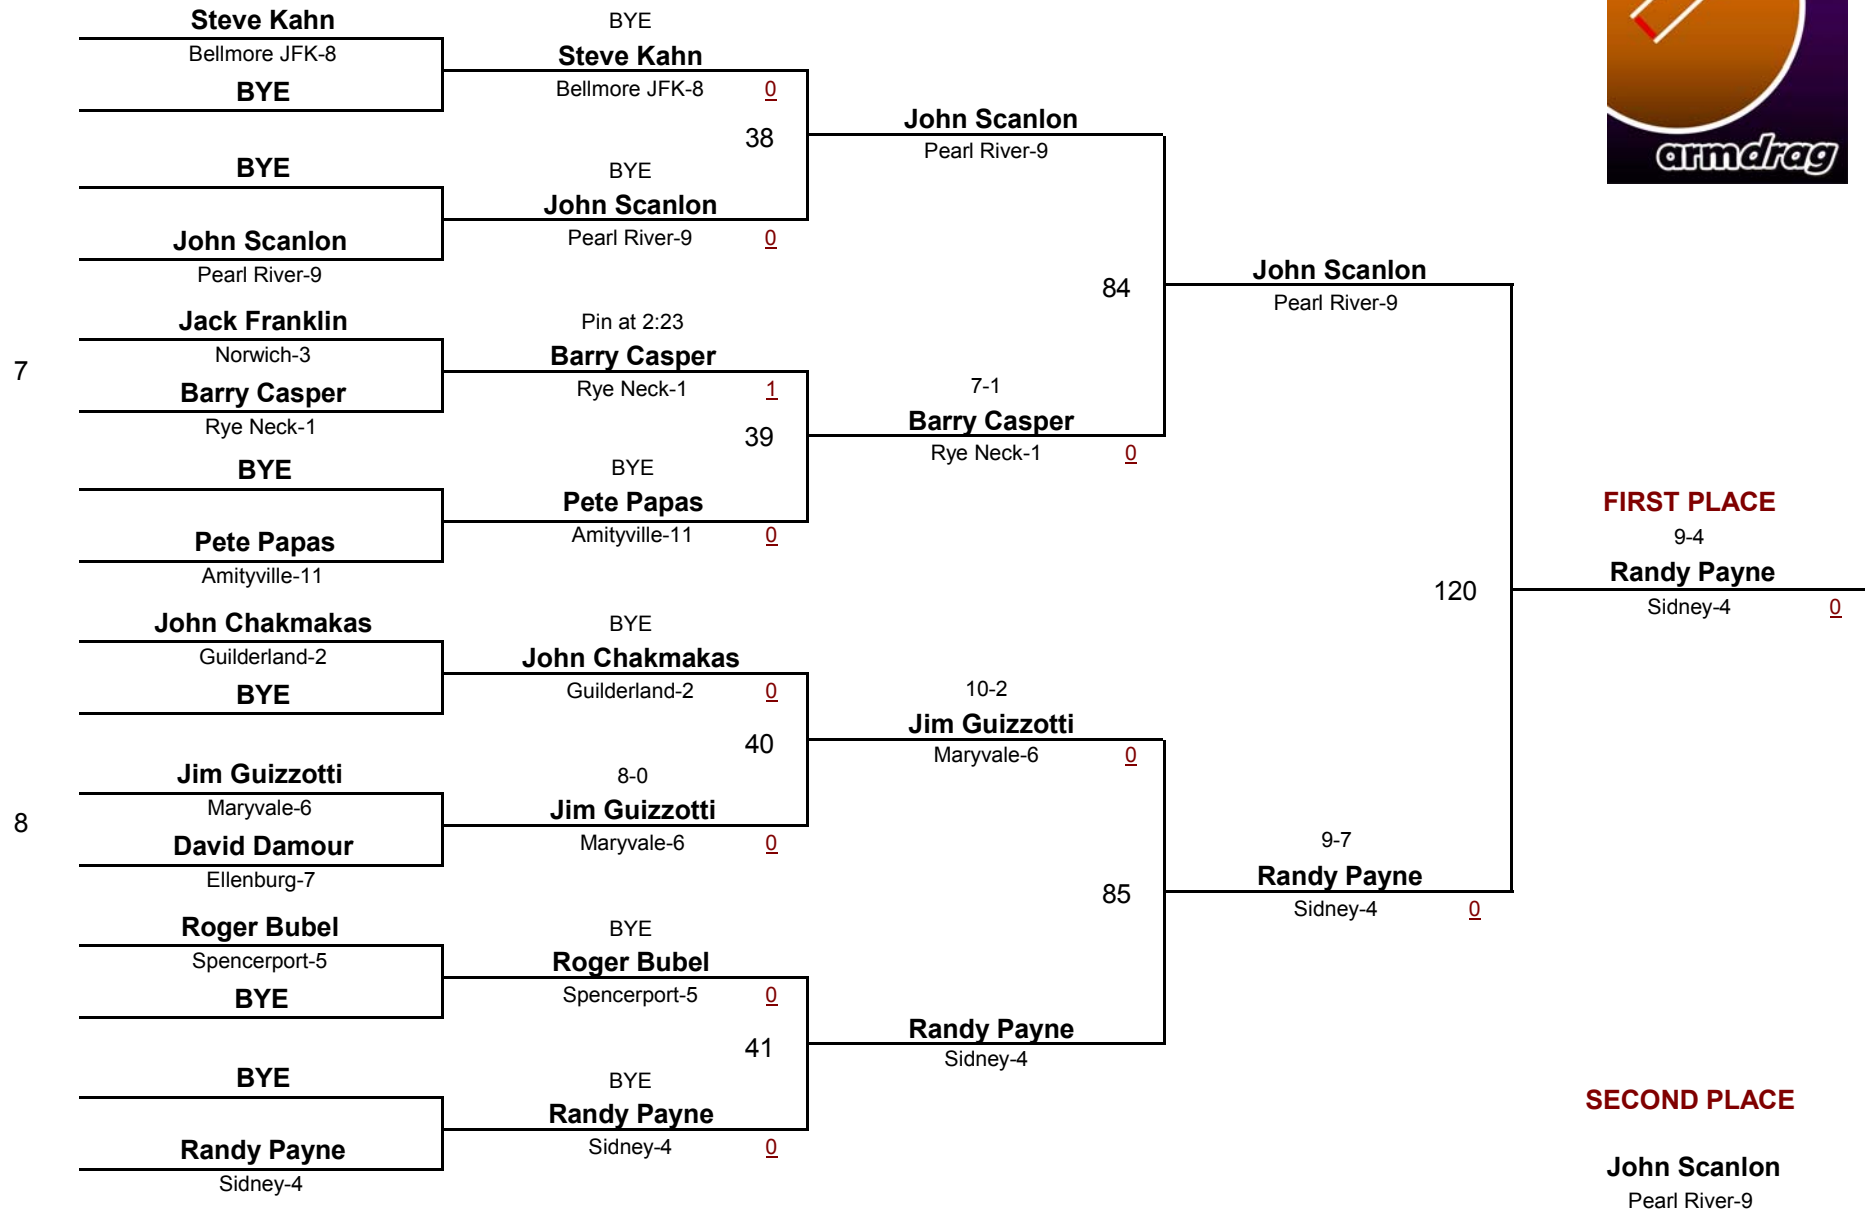 Steve Kahn
Bellmore JFK-8
BYE
BYE
John Scanlon
Pearl River-9
7
Jack Franklin
Norwich-3
Barry Casper
Rye Neck-1
BYE
Pete Papas
Amityville-11
John Chakmakas
Guilderland-2
BYE
8
Jim Guizzotti
Maryvale-6
David Damour
Ellenburg-7
Roger Bubel
Spencerport-5
BYE
BYE
Randy Payne
Sidney-4
BYE
Steve Kahn
Bellmore JFK-8 0
38
BYE
John Scanlon
Pearl River-9 0
Pin at 2:23
Barry Casper
Rye Neck-1 1
39
BYE
Pete Papas
Amityville-11 0
BYE
John Chakmakas
Guilderland-2 0
40
8-0
Jim Guizzotti
Maryvale-6 0
BYE
Roger Bubel
Spencerport-5 0
41
BYE
Randy Payne
Sidney-4 0
John Scanlon
Pearl River-9
84
7-1
Barry Casper
Rye Neck-1 0
10-2
Jim Guizzotti
Maryvale-6 0
85
Randy Payne
Sidney-4
John Scanlon
Pearl River-9
120
9-7
Randy Payne
Sidney-4 0
armdrag
FIRST PLACE
9-4
Randy Payne
Sidney-4 0
SECOND PLACE
John Scanlon
Pearl River-9